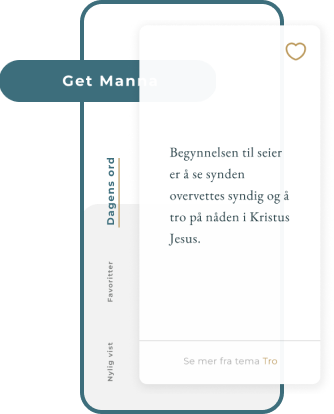 Get Manna
Dagens ord
Favoritter
Nylig vist
Begynnelsen til seier
er å se synden
overvettes syndig og å
tro på nåden i Kristus
Jesus.
Se mer fra tema Tro